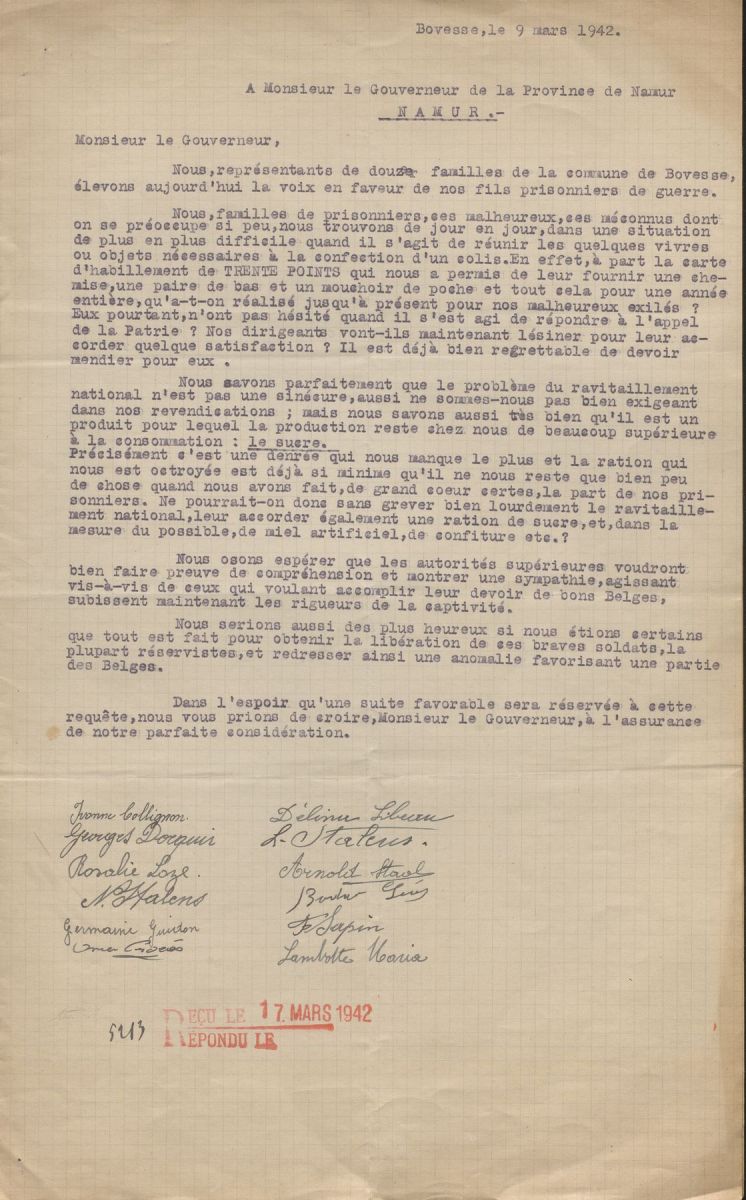 Bovesse,le 9 mars 1942.
A Monsieur le Gouverneur de la Province de Namur
N A M U R .-
Monsieur le Gouverneur,
Nous,représentants de douze familles de la commune de Bovesse,
élevons aujourd'hui la voix en faveur de nos fils prisonniers de guerre.
Nous,familles de prisonniers,ces malheureux,ces méconnus dont
on se préoccupe si peu,nous trouvons de jour en jour,dans une situation
de plus en plus difficile quand il s'agit de réunir les quelques vivres
ou objets nécessaires à la confection d'un colis.En effet,à part la carte
d'habillement de TRENTE POINTS qui nous a permis de leur fournir une che-
mise,une paire de bas et un mouchoir de poche et tout cela pour une année
entière,qu'a-t-on réalisé jusqu'à présent pour nos malheureux exilés ?
Eux pourtant,n'ont pas hésité quand il s'est agi de répondre à l'appel
de la Patrie ? Nos dirigeants vont-ils maintenant lésiner pour leur ac-
corder quelque satisfaction ? Il est déjà bien regrettable de devoir
mendier pour eux .
Nous savons parfaitement que le problème du ravitaillement
national n'est pas une sinécure,aussi ne sommes-nous pas bien exigeant
dans nos revendications ; mais nous savons aussi très bien qu'il est un
produit pour lequel la production reste chez nous de beaucoup supérieure
à la consommation : le sucre.
Précisément c'est une denrée qui nous manque le plus et la ration qui
nous est octroyée est déjà si minime qu'il ne nous reste que bien peu
de chose quand nous avons fait,de grand coeur certes,la part de nos pri-
sonniers. Ne pourrait-on donc sans grever bien lourdement le ravitaille-
ment national,leur accorder également une ration de sucre,et,dans la
mesure du possible,de miel artificiel,de confiture etc.?
Nous osons espérer que les autorités supérieures voudront
bien faire preuve de compréhension et montrer une sympathie,agissant
vis-à-vis de ceux qui voulant accomplir leur devoir de bons Belges,
subissent maintenant les rigueurs de la captivité.
Nous serions aussi des plus heureux si nous étions certains
que tout est fait pour obtenir la libération de ces braves soldats,la
plupart réservistes,et redresser ainsi une anomalie favorisant une partie
des Belges.
Dans l'espoir qu'une suite favorable sera réservée à cette
requête,nous vous prions de croire,Monsieur le Gouverneur,à l'assurance
de notre parfaite considération.
Ivonne Collignon.
Georges Docquir
Rosalie Loze.
N. Stalens
Germaine Guidon
L. Stalens.
Arnold
Sapin
Lambotte Maria
5213
REÇU LE 17. MARS 1942
RÉPONDU LE